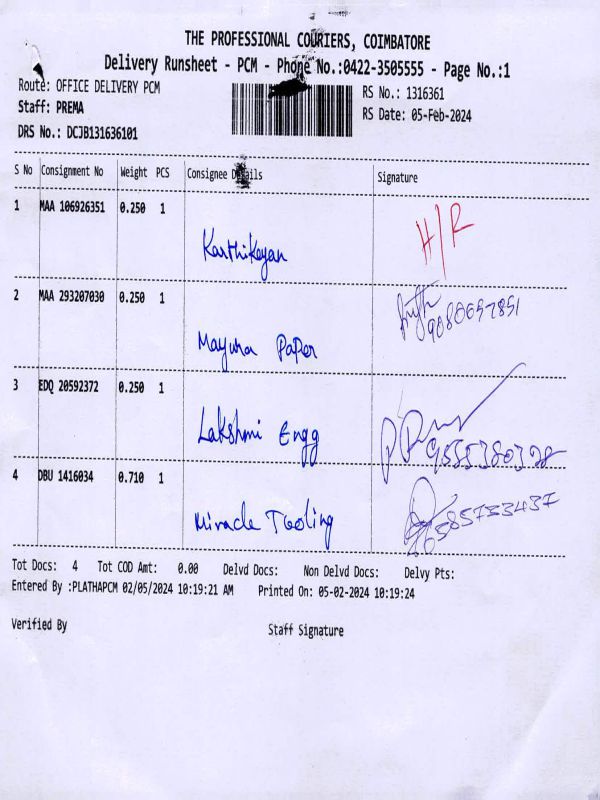 THE PROFESSIONAL COURIERS, COIMBATORE
Delivery Runsheet - PCM - Phone No.:0422-3505555 - Page No.:1
Route: OFFICE DELIVERY PCM
RS No.: 1316361
Staff: PREMA
RS Date: 05-Feb-2024
DRS No.: DCJB131636101
S No Consignment No Weight PCS Consignee Details Signature
1 MAA 106926351 0.250 1
Karthikeyan
H/R
2 MAA 293207030 0.250 1
Mayura Paper
3 EDQ 20592372 0.250 1
Lakshmi Engg
4 DBU 1416034 0.710 1
Miracle Tooling
Tot Docs: 4 Tot COD Amt: 0.00 Delvd Docs: Non Delvd Docs: Delvy Pts:
Entered By :PLATHAPCM 02/05/2024 10:19:21 AM Printed On: 05-02-2024 10:19:24
Verified By Staff Signature